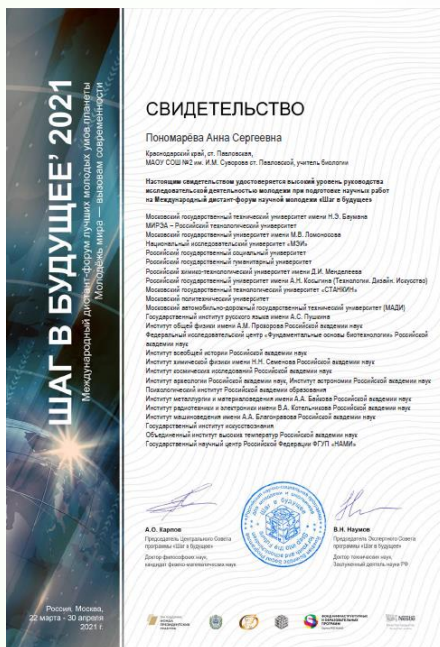 ШАГ В БУДУЩЕЕ' 2021
Международный дистант-форум лучших молодых умов планеты
Молодёжь мира — вызовам современности
Россия, Москва,
22 марта - 30 апреля
2021 г.
СВИДЕТЕЛЬСТВО
Пономарёва Анна Сергеевна
Краснодарский край, ст. Павловская,
МАОУ СОШ №2 им. И.М. Суворова ст. Павловской, учитель биологии
Настоящим свидетельством удостоверяется высокий уровень руководства
исследовательской деятельностью молодежи при подготовке научных работ
на Международный дистант-форум научной молодежи «Шаг в будущее»
Московский государственный технический университет имени Н.Э. Баумана
МИРЭА – Российский технологический университет
Московский государственный университет имени М.В. Ломоносова
Национальный исследовательский университет «МЭИ»
Российский государственный социальный университет
Российский государственный гуманитарный университет
Российский химико-технологический университет имени Д.И. Менделеева
Российский государственный университет имени А.Н. Косыгина (Технологии. Дизайн. Искусство)
Московский государственный технологический университет «СТАНКИН»
Московский политехнический университет
Московский автомобильно-дорожный государственный технический университет (МАДИ)
Государственный институт русского языка имени А.С. Пушкина
Институт общей физики имени А.М. Прохорова Российской академии наук
Федеральный исследовательский центр «Фундаментальные основы биотехнологии» Российской
академии наук
Институт всеобщей истории Российской академии наук
Институт химической физики имени Н.Н. Семенова Российской академии наук
Институт космических исследований Российской академии наук
Институт археологии Российской академии наук, Институт астрономии Российской академии наук
Психологический институт Российской академии образования
Институт металлургии и материаловедения имени А.А. Байкова Российской академии наук
Институт радиотехники и электроники имени В.А. Котельникова Российской академии наук
Институт машиноведения имени А.А. Благонравова Российской академии наук
Государственный институт искусствознания
Объединенный институт высоких температур Российской академии наук
Государственный научный центр Российской Федерации ФГУП «НАМИ»
А.О. Карпов
Председатель Центрального Совета
программы «Шаг в будущее»
Доктор философских наук,
кандидат физико-математических наук
В.Н. Наумов
Председатель Экспертного Совета
программы «Шаг в будущее»
Доктор технических наук,
Заслуженный деятель науки РФ
Шаг в будущее
ФОНД
ПРЕЗИДЕНТСКИХ
ГРАНТОВ
Nestlé